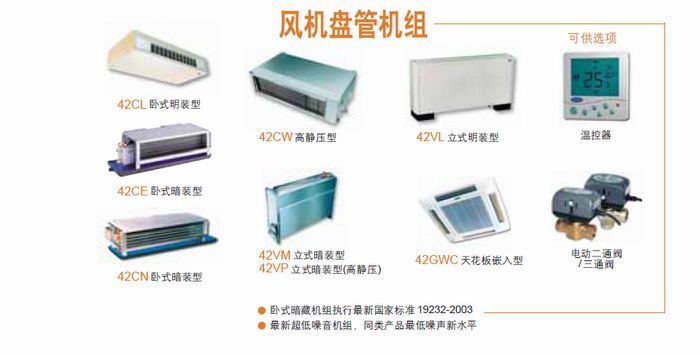 风机盘管机组
可供选项
42CL 卧式明装型
42CW 高静压型
42VL 立式明装型
25
温控器
42CE 卧式暗装型
42CN 卧式暗装型
42VM 立式暗装型
42VP 立式暗装型(高静压)
42GWC 天花板嵌入型
电动二通阀
/三通阀
卧式暗藏机组执行最新国家标准 19232-2003
最新超低噪音机组，同类产品最低噪声新水平